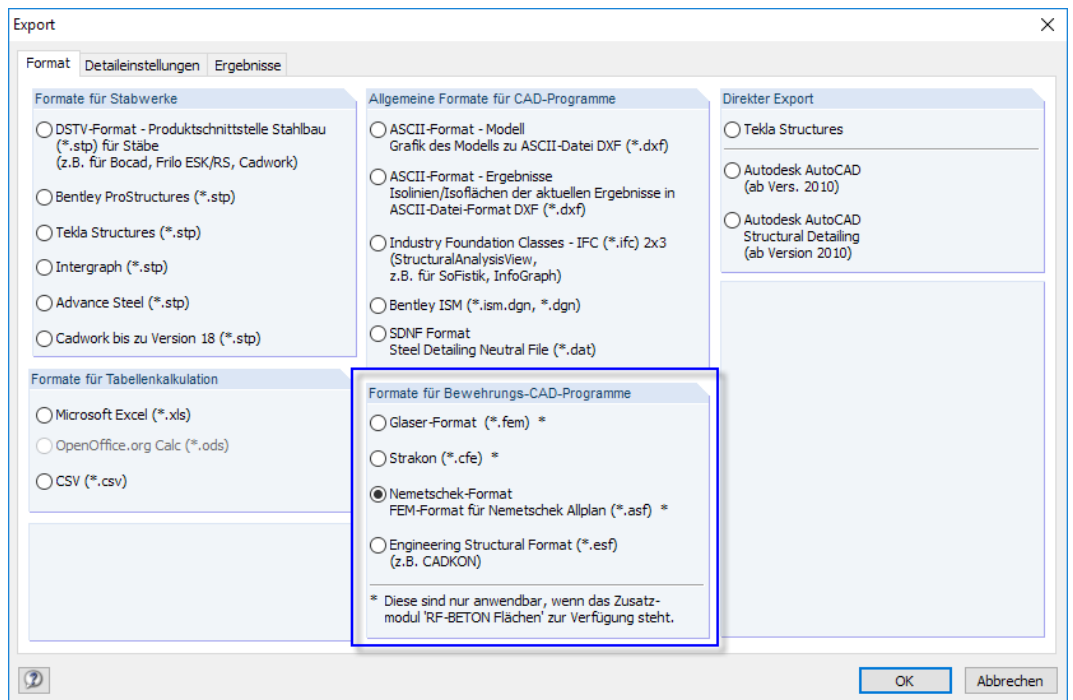 Export
Format
Detaileinstellungen
Ergebnisse
Formate für Stabwerke
DSTV-Format - Produktschnittstelle Stahlbau
(*.stp) für Stäbe
(z.B. für Bocad, Frilo ESK/RS, Cadwork)
Bentley ProStructures (*.stp)
Tekla Structures (*.stp)
Intergraph (*.stp)
Advance Steel (*.stp)
Cadwork bis zu Version 18 (*.stp)
Formate für Tabellenkalkulation
Microsoft Excel (*.xls)
OpenOffice.org Calc (*.ods)
CSV (*.csv)
Allgemeine Formate für CAD-Programme
ASCII-Format - Modell
Grafik des Modells zu ASCII-Datei DXF (*.dxf)
ASCII-Format - Ergebnisse
Isolinien/Isoflächen der aktuellen Ergebnisse in
ASCII-Datei-Format DXF (*.dxf)
Industry Foundation Classes - IFC (*.ifc) 2x3
(StructuralAnalysisView,
z.B. für SoFistik, InfoGraph)
Bentley ISM (*.ism.dgn, *.dgn)
SDNF Format
Steel Detailing Neutral File (*.dat)
Formate für Bewehrungs-CAD-Programme
Glaser-Format (*.fem) *
Strakon (*.cfe) *
Nemetschek-Format
FEM-Format für Nemetschek Allplan (*.asf) *
Engineering Structural Format (*.esf)
(z.B. CADKON)
* Diese sind nur anwendbar, wenn das Zusatz-
modul 'RF-BETON Flächen' zur Verfügung steht.
Direkter Export
Tekla Structures
Autodesk AutoCAD
(ab Vers. 2010)
Autodesk AutoCAD
Structural Detailing
(ab Version 2010)
OK
Abbrechen